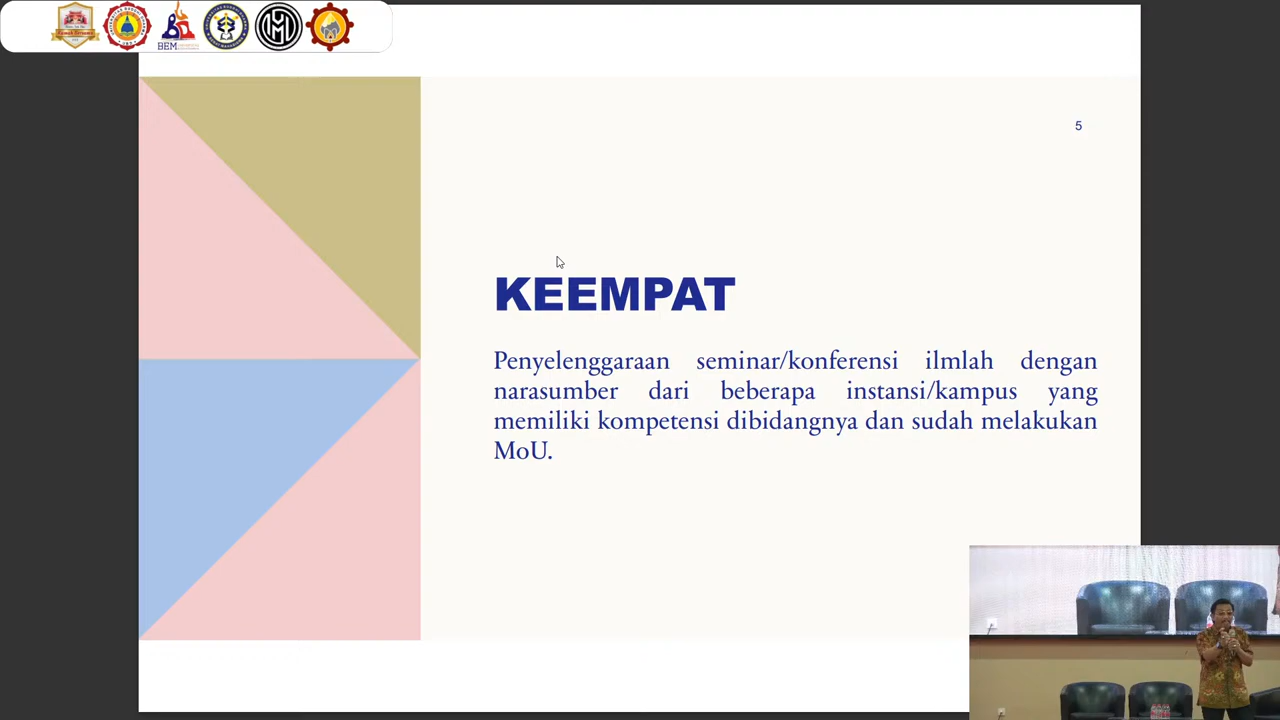 BEM
5
KEEMPAT
Penyelenggaraan seminar/konferensi ilmlah dengan
narasumber dari beberapa instansi/kampus yang
memiliki kompetensi dibidangnya dan sudah melakukan
MoU.